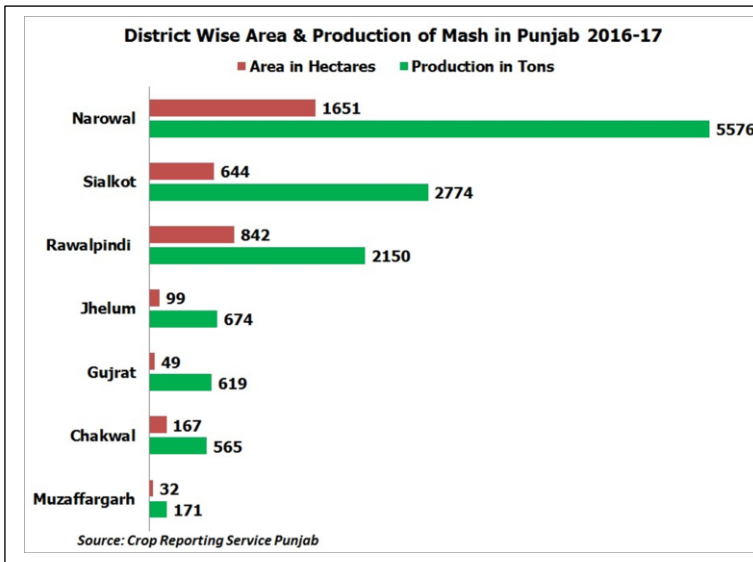 District Wise Area & Production of Mash in Punjab 2016-17
Area in Hectares Production in Tons
Narowal 1651
5576
Sialkot 644
2774
Rawalpindi 842
2150
Jhelum 99
674
Gujrat 49
619
Chakwal 167
565
Muzaffargarh 32
171
Source: Crop Reporting Service Punjab